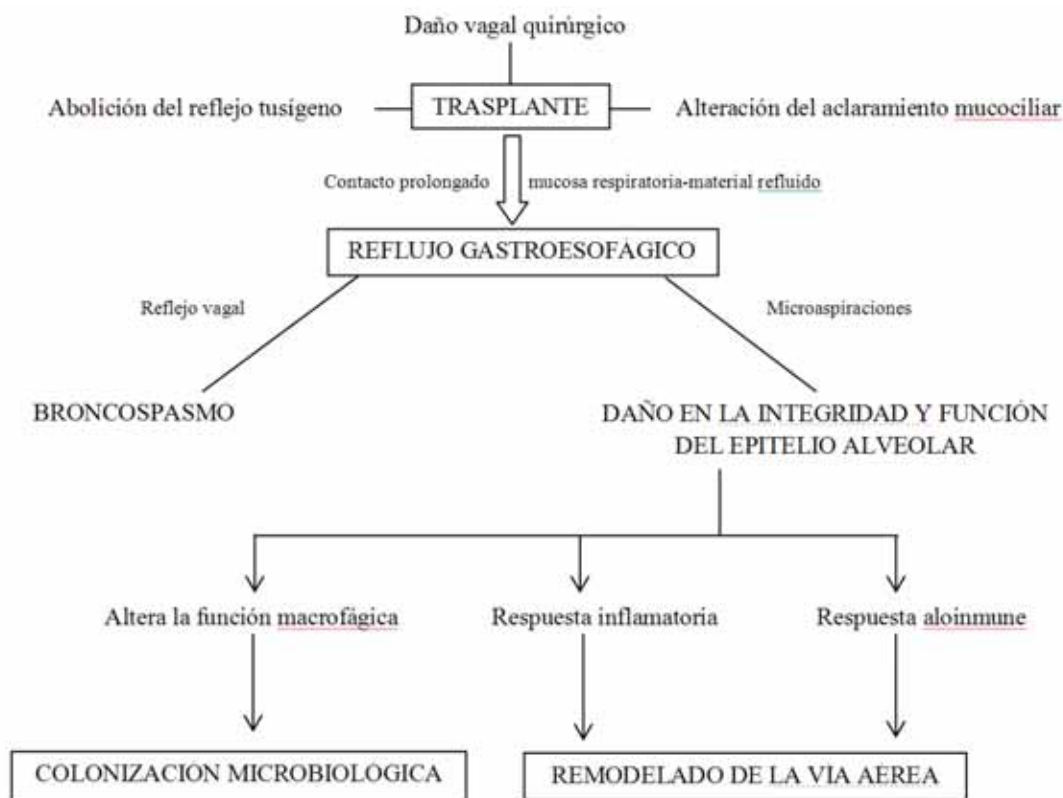 Daño vagal quirúrgico
Abolición del reflejo tusígeno
TRASPLANTE
Alteración del aclaramiento mucociliar
Contacto prolongado
mucosa respiratoria-material refluido
REFLUJO GASTROESOFÁGICO
Reflejo vagal
Microaspiraciones
BRONCOSPASMO
DAÑO EN LA INTEGRIDAD Y FUNCIÓN
DEL EPITELIO ALVEOLAR
Altera la función macrofágica
Respuesta inflamatoria
Respuesta aloinmune
COLONIZACIÓN MICROBIOLÓGICA
REMODELADO DE LA VÍA AÉREA